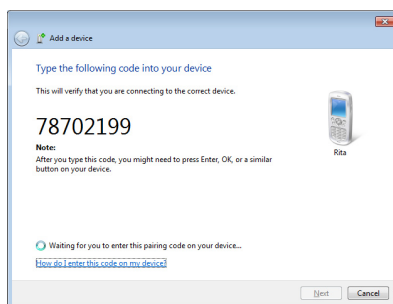 Add a device
Type the following code into your device
This will verify that you are connecting to the correct device.
78702199
Note:
After you type this code, you might need to press Enter, OK, or a similar
button on your device.
Rita
Waiting for you to enter this pairing code on your device...
How do I enter this code on my device?
Next Cancel